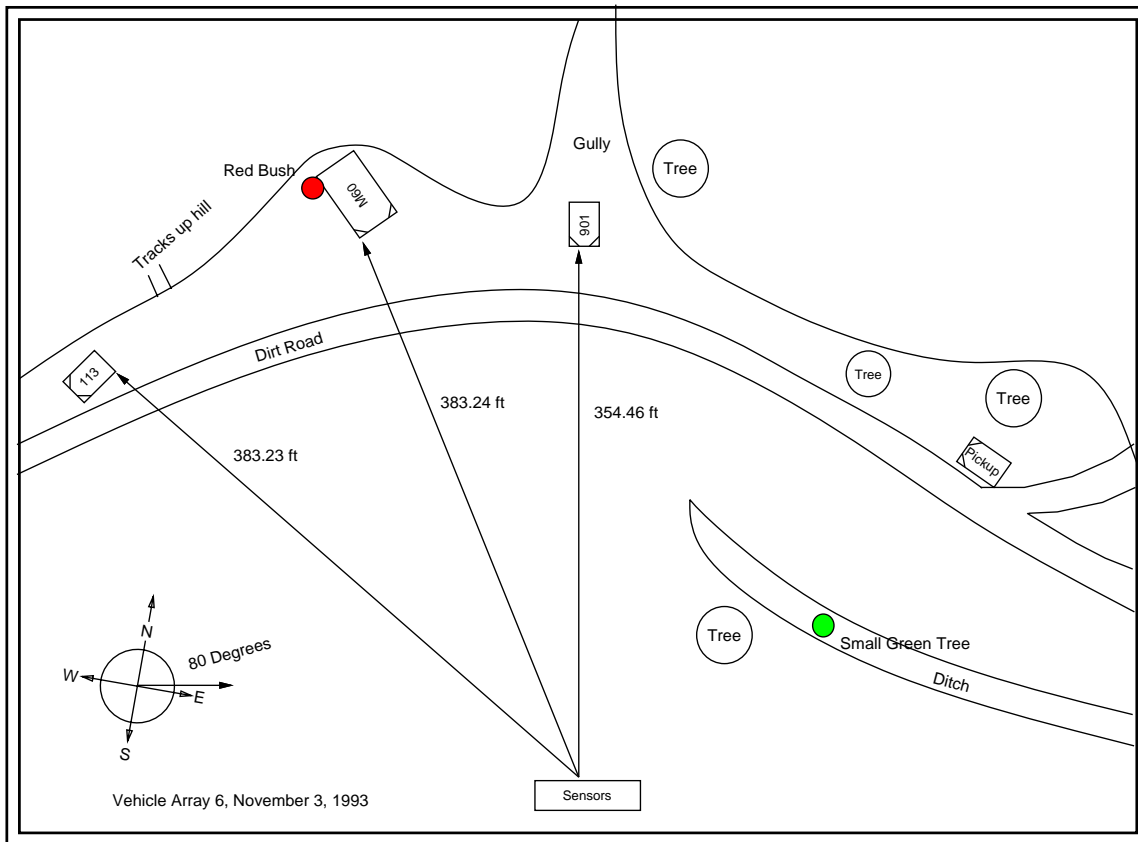 Gully
Tree
Red Bush
M60
Tracks up hill
901
Dirt Road
113
Tree
Tree
383.24 ft
354.46 ft
383.23 ft
Pickup
N
80 Degrees
W
E
S
Tree
Small Green Tree
Ditch
Vehicle Array 6, November 3, 1993
Sensors